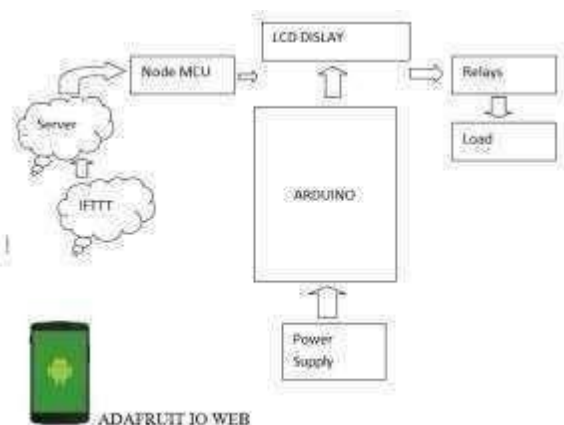 LCD DISLAY
Node MCU
Relays
Server
Load
IFTTT
ARDUINO
Power
Supply
ADAFRUIT IO WEB